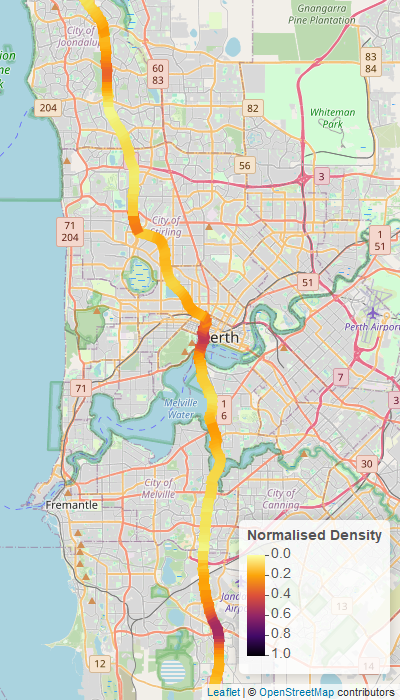 Gnangarra
Pine Plantation
City of
Joondalup
60
83
83
84
204
82
Whiteman
Park
56
3
71
204
City of
Stirling
1
51
51
Perth Airport
Perth
7
71
3
Melville
Water
1
6
30
City of
Melville
City of
Canning
Fremantle
Normalised Density
0.0
0.2
0.4
0.6
0.8
1.0
13
12
14
Leaflet | © OpenStreetMap contributors